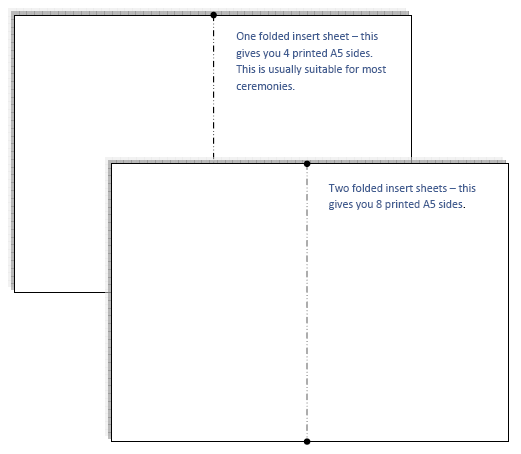 One folded insert sheet – this
gives you 4 printed A5 sides.
This is usually suitable for most
ceremonies.
Two folded insert sheets – this
gives you 8 printed A5 sides.